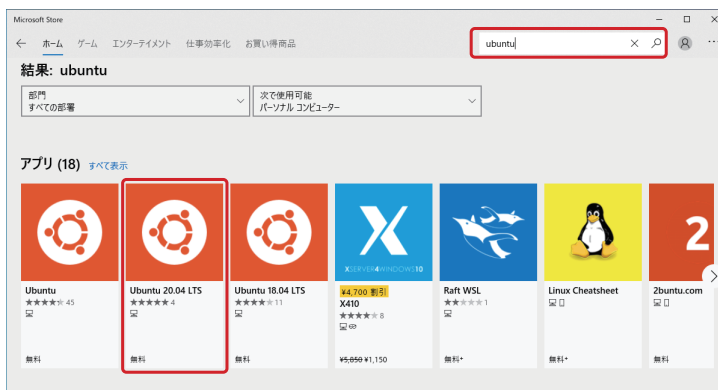 Microsoft Store
ホーム ゲーム エンターテイメント 仕事効率化 お買い得商品
ubuntu
結果: ubuntu
部門
すべての部署
次で使用可能
パーソナル コンピューター
アプリ (18) すべて表示
Ubuntu
45
無料
Ubuntu 20.04 LTS
4
無料
Ubuntu 18.04 LTS
11
無料
X
XSERVER4WINDOWS10
¥4,700 割引
X410
8
¥5,850 ¥1,150
Raft WSL
1
無料+
Linux Cheatsheet
無料+
2
2buntu.com
無料